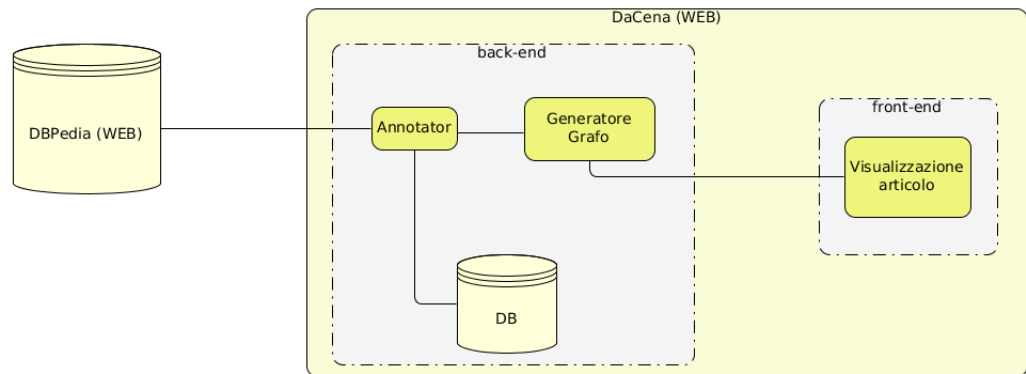 DaCena (WEB)
back-end
front-end
DBPedia (WEB)
Annotator
Generatore
Grafo
Visualizzazione
articolo
DB